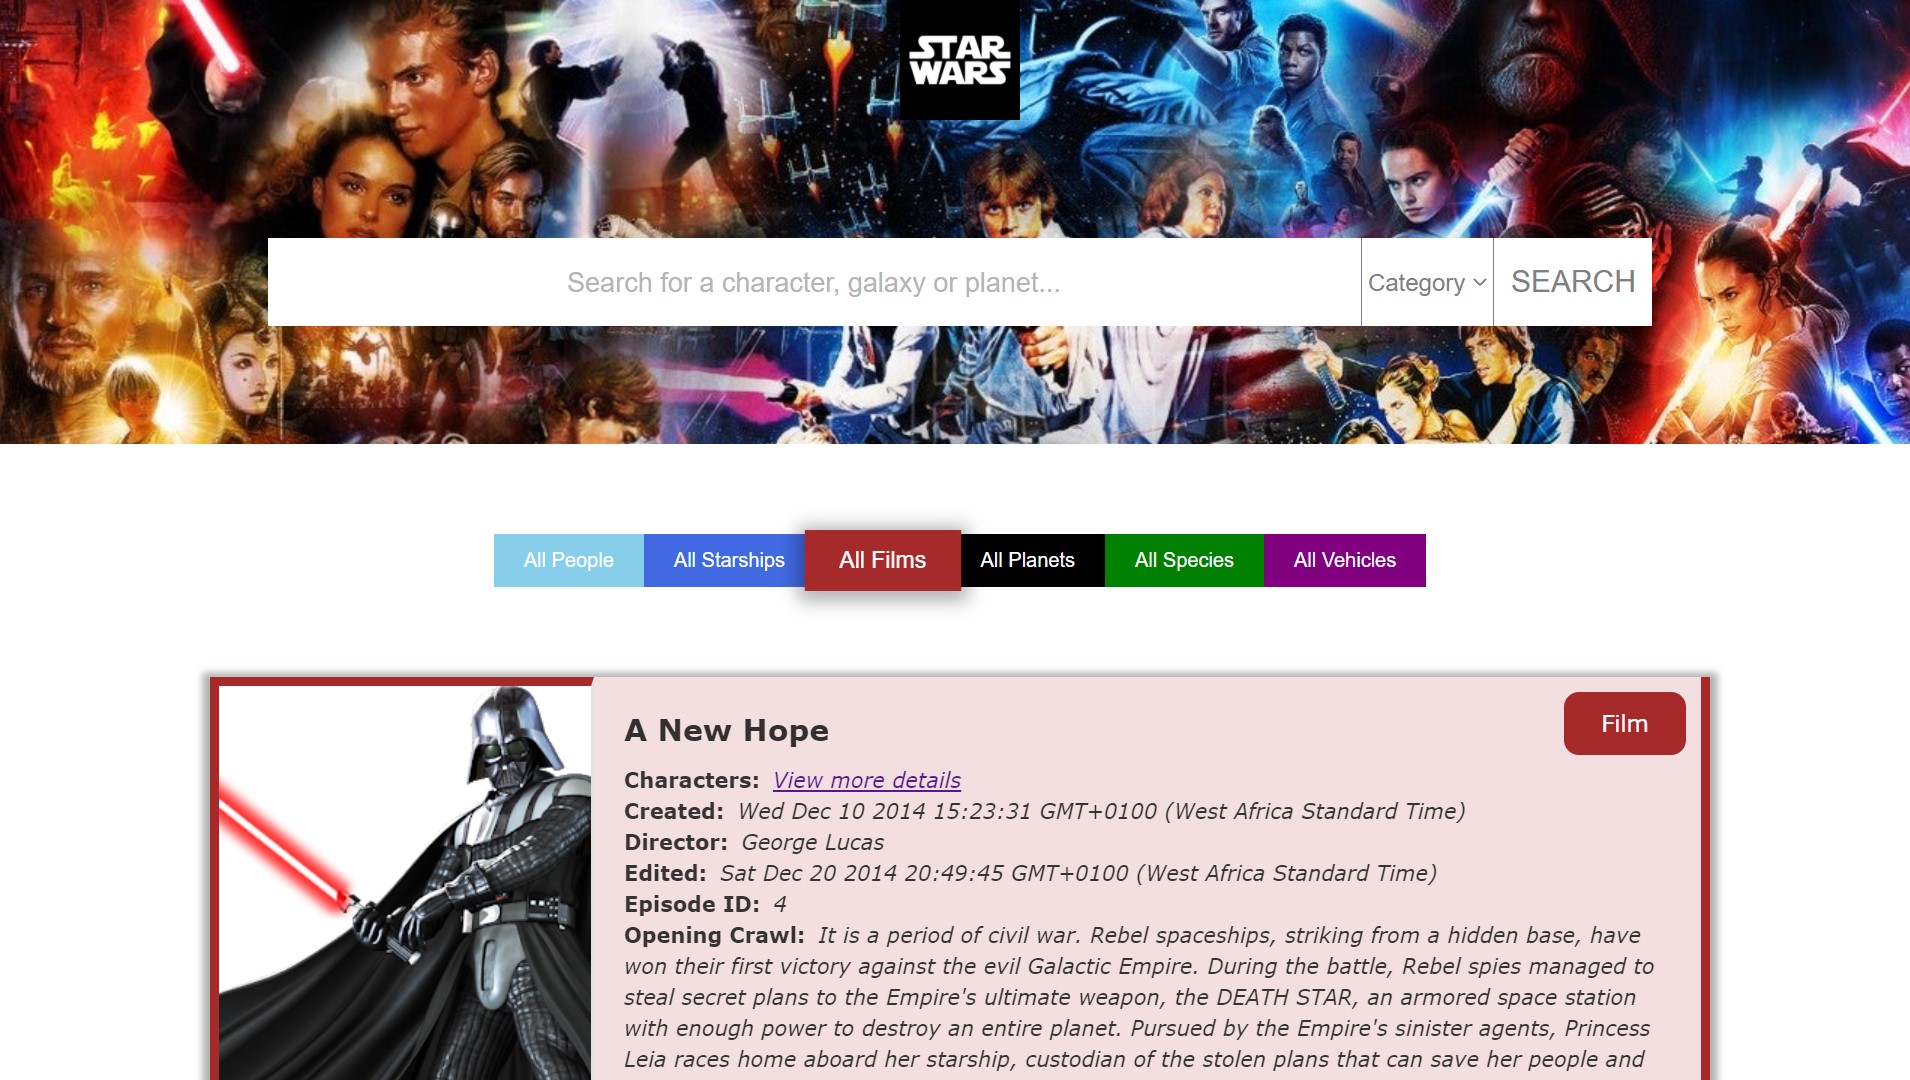 STAR
WARS
Search for a character, galaxy or planet...
Category
SEARCH
All People
All Starships
All Films
All Planets
All Species
All Vehicles
Film
A New Hope
Characters: View more details
Created: Wed Dec 10 2014 15:23:31 GMT+0100 (West Africa Standard Time)
Director: George Lucas
Edited: Sat Dec 20 2014 20:49:45 GMT+0100 (West Africa Standard Time)
Episode ID: 4
Opening Crawl: It is a period of civil war. Rebel spaceships, striking from a hidden base, have
won their first victory against the evil Galactic Empire. During the battle, Rebel spies managed to
steal secret plans to the Empire's ultimate weapon, the DEATH STAR, an armored space station
with enough power to destroy an entire planet. Pursued by the Empire's sinister agents, Princess
Leia races home aboard her starship, custodian of the stolen plans that can save her people and